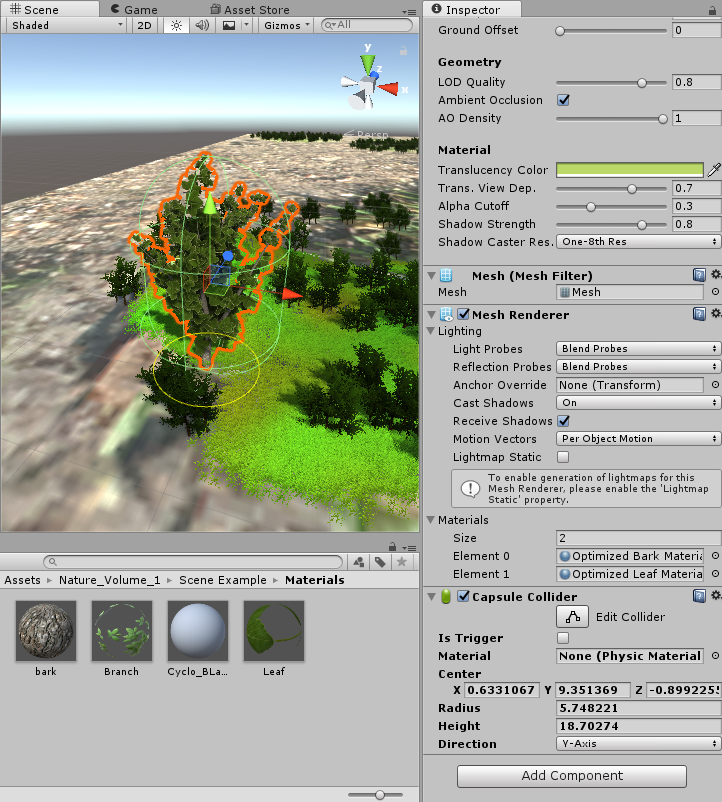 Scene
Game
Asset Store
Shaded
2D
Gizmos
All
y
z
x
Persp
Assets
Nature_Volume_1
Scene Example
Materials
bark
Branch
Cyclo_BLa...
Leaf
Inspector
Ground Offset 0
Geometry
LOD Quality 0.8
Ambient Occlusion
AO Density 1
Material
Translucency Color
Trans. View Dep. 0.7
Alpha Cutoff 0.3
Shadow Strength 0.8
Shadow Caster Res. One-8th Res
Mesh (Mesh Filter)
Mesh Mesh
Mesh Renderer
Lighting
Light Probes Blend Probes
Reflection Probes Blend Probes
Anchor Override None (Transform)
Cast Shadows On
Receive Shadows
Motion Vectors Per Object Motion
Lightmap Static
To enable generation of lightmaps for this
Mesh Renderer, please enable the 'Lightmap
Static' property.
Materials
Size 2
Element 0 Optimized Bark Materia
Element 1 Optimized Leaf Materia
Capsule Collider
Edit Collider
Is Trigger
Material None (Physic Material
Center
X 0.6331067 Y 9.351369 Z -0.8992255
Radius 5.748221
Height 18.70274
Direction Y-Axis
Add Component